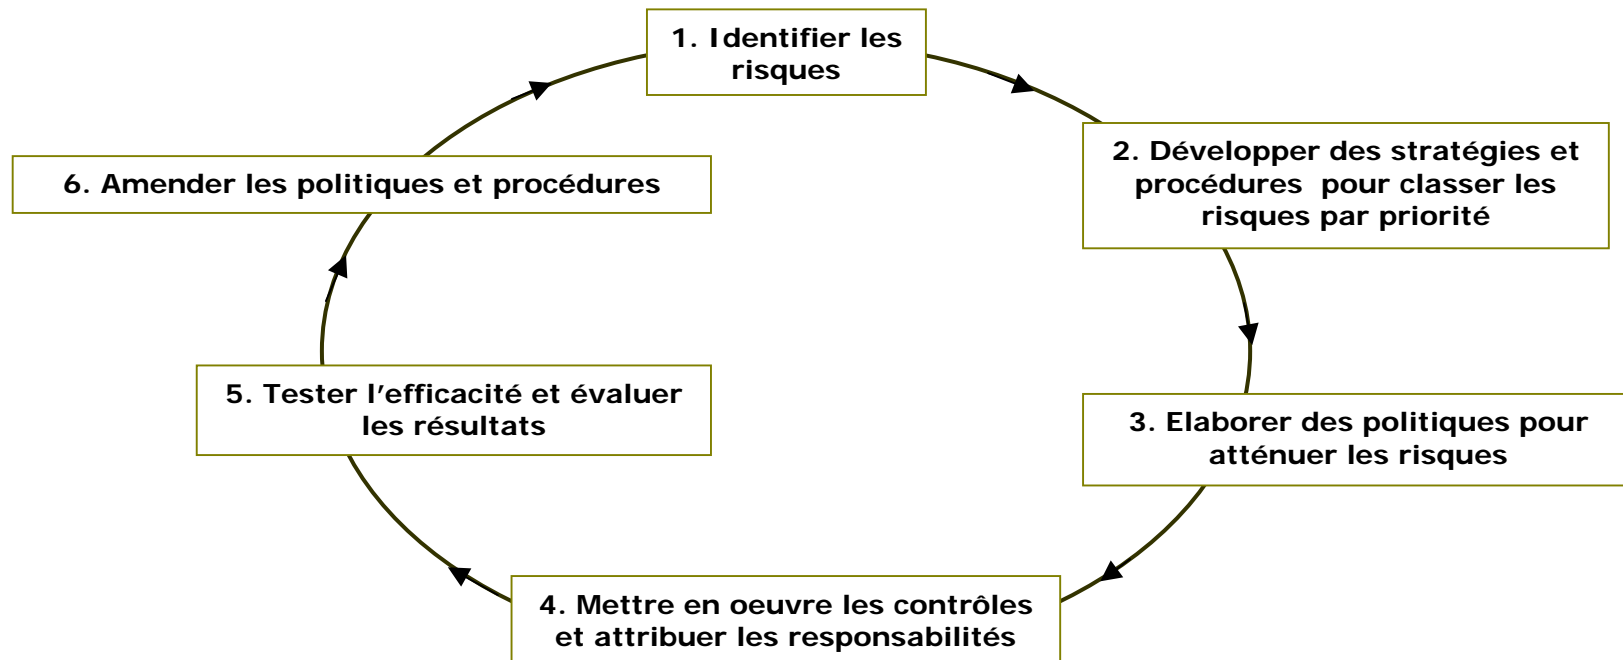 1. Identifier les
risques
2. Développer des stratégies et
procédures pour classer les
risques par priorité
3. Elaborer des politiques pour
atténuer les risques
4. Mettre en oeuvre les contrôles
et attribuer les responsabilités
5. Tester l'efficacité et évaluer
les résultats
6. Amender les politiques et procédures